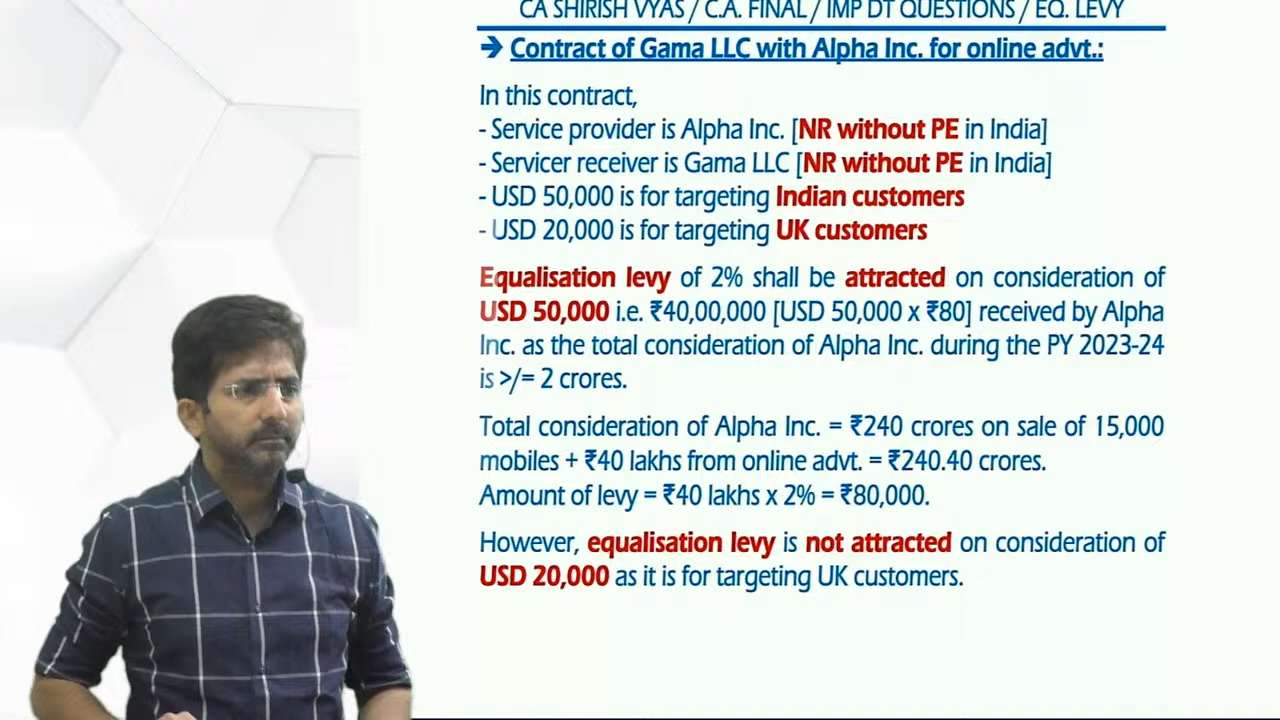 CA SHIRISH VYAS / C.A. FINAL / IMP DT QUESTIONS / EQ. LEVY
➔ Contract of Gama LLC with Alpha Inc. for online advt.:
In this contract,
- Service provider is Alpha Inc. [NR without PE in India]
- Servicer receiver is Gama LLC [NR without PE in India]
- USD 50,000 is for targeting Indian customers
- USD 20,000 is for targeting UK customers
Equalisation levy of 2% shall be attracted on consideration of
USD 50,000 i.e. ₹40,00,000 [USD 50,000 x ₹80] received by Alpha
Inc. as the total consideration of Alpha Inc. during the PY 2023-24
is >/= 2 crores.
Total consideration of Alpha Inc. = ₹240 crores on sale of 15,000
mobiles + ₹40 lakhs from online advt. = ₹240.40 crores.
Amount of levy = ₹40 lakhs x 2% = ₹80,000.
However, equalisation levy is not attracted on consideration of
USD 20,000 as it is for targeting UK customers.